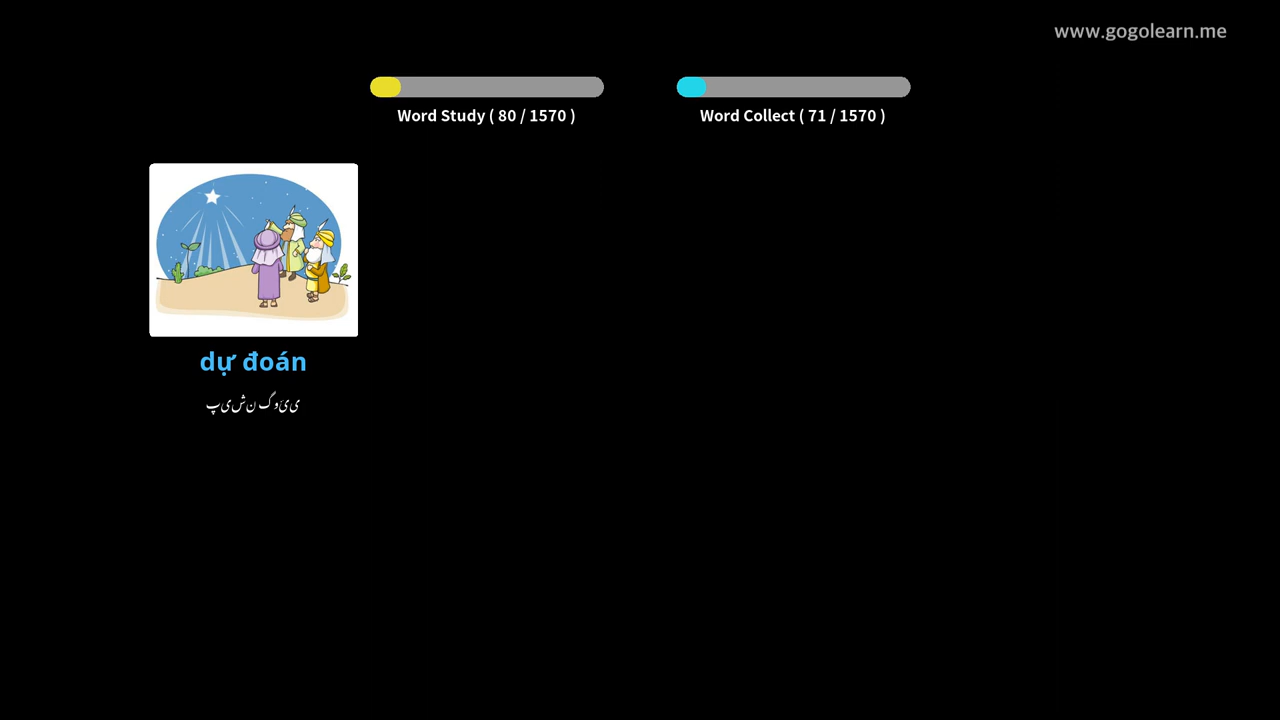 www.gogolearn.me
Word Study ( 80 / 1570 )
Word Collect ( 71 / 1570 )
dự đoán
پیشن گوئی